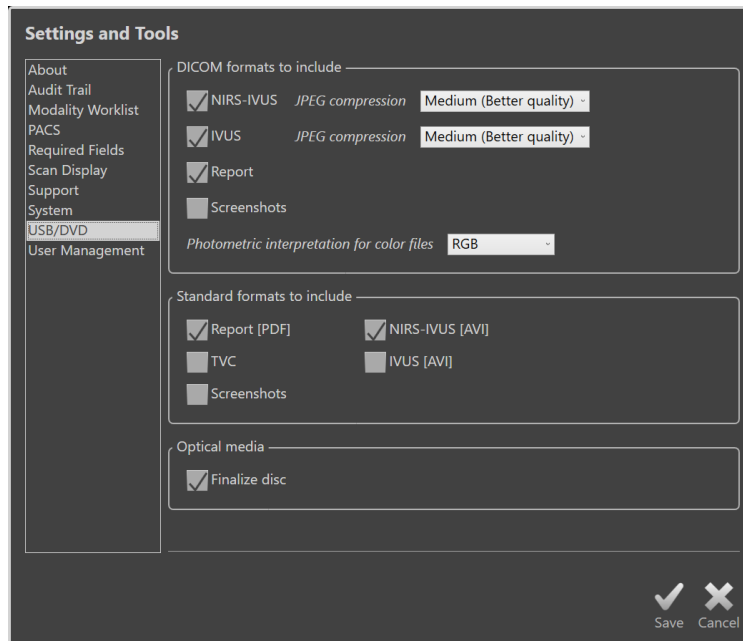 Settings and Tools
About
Audit Trail
Modality Worklist
PACS
Required Fields
Scan Display
Support
System
USB/DVD
User Management
DICOM formats to include
NIRS-IVUS JPEG compression Medium (Better quality)
IVUS JPEG compression Medium (Better quality)
Report
Screenshots
Photometric interpretation for color files RGB
Standard formats to include
Report [PDF] NIRS-IVUS [AVI]
TVC IVUS [AVI]
Screenshots
Optical media
Finalize disc
Save Cancel